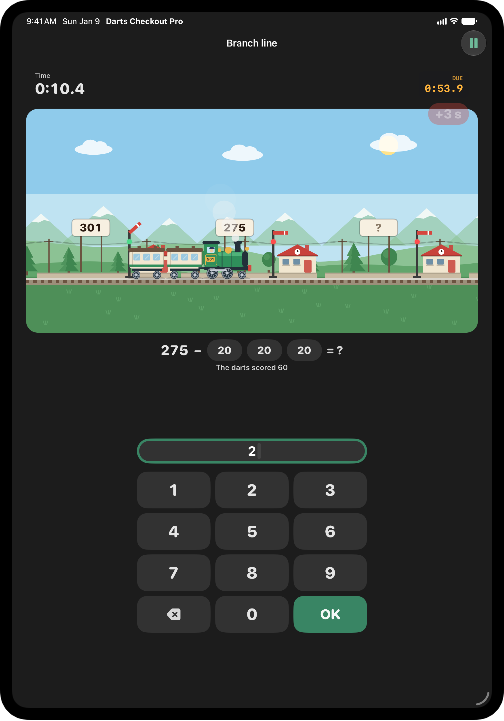 9:41 AM Sun Jan 9 Darts Checkout Pro
Branch line
Time
0:10.4
DUE
0:53.9
+3 s
301
275
?
275 − 20 20 20 = ?
The darts scored 60
2
1 2 3
4 5 6
7 8 9
0 OK